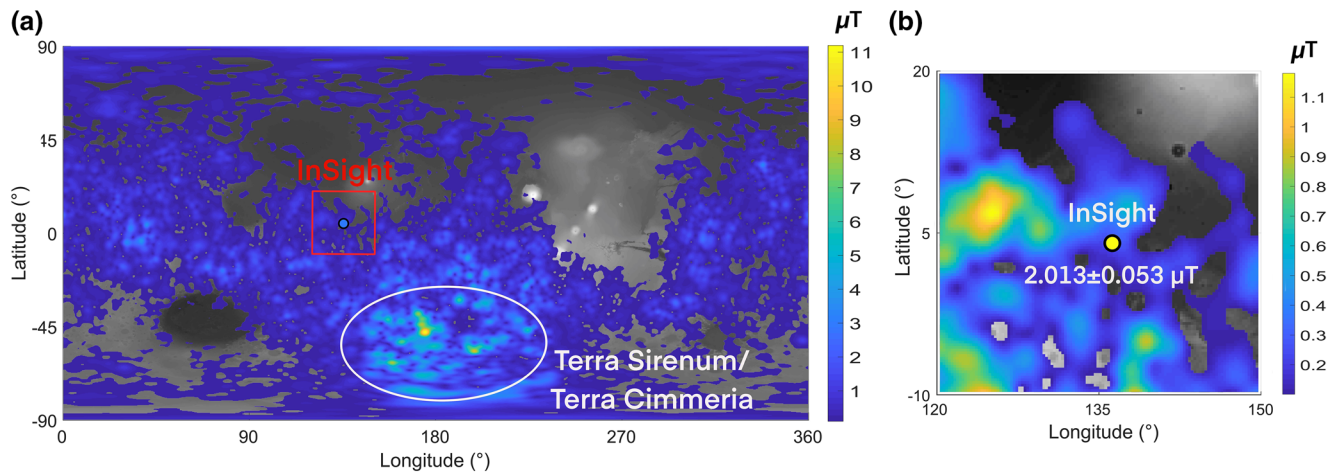 (a)
µT
90
45
0
-45
-90
Latitude (°)
InSight
Terra Sirenum/
Terra Cimmeria
0
90
180
270
360
Longitude (°)
11
10
9
8
7
6
5
4
3
2
1
(b)
µT
20
5
-10
Latitude (°)
InSight
2.013±0.053 µT
120
135
150
Longitude (°)
1.1
1
0.9
0.8
0.7
0.6
0.5
0.4
0.3
0.2